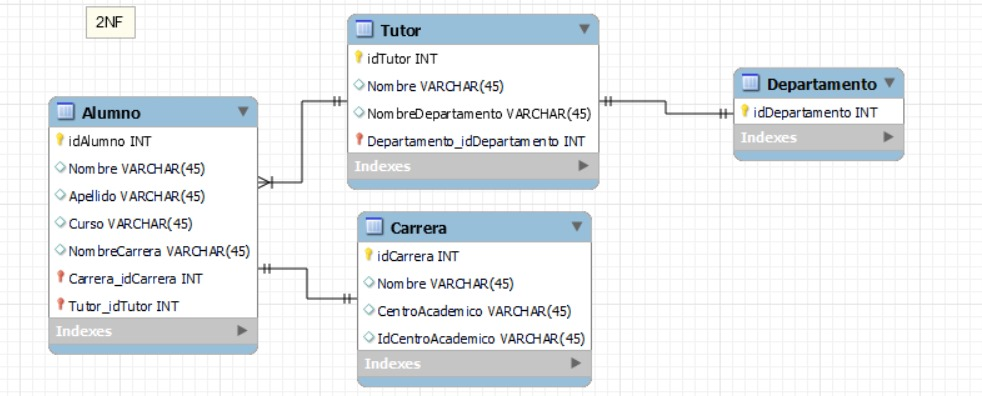 2NF
Alumno
idAlumno INT
Nombre VARCHAR(45)
Apellido VARCHAR(45)
Curso VARCHAR(45)
NombreCarrera VARCHAR(45)
Carrera_idCarrera INT
Tutor_idTutor INT
Indexes
Tutor
idTutor INT
Nombre VARCHAR(45)
NombreDepartamento VARCHAR(45)
Departamento_idDepartamento INT
Indexes
Carrera
idCarrera INT
Nombre VARCHAR(45)
CentroAcademico VARCHAR(45)
IdCentroAcademico VARCHAR(45)
Indexes
Departamento
idDepartamento INT
Indexes